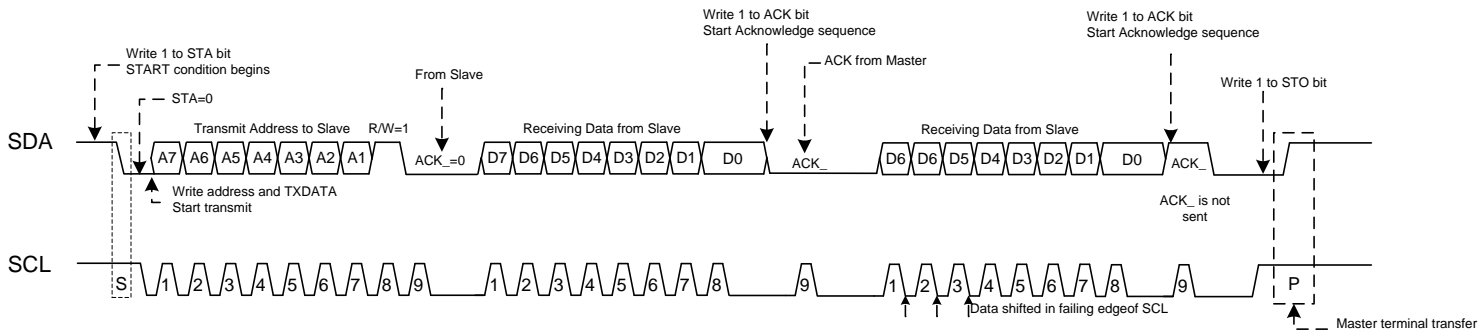 Write 1 to ACK bit
Start Acknowledge sequence
Write 1 to ACK bit
Start Acknowledge sequence
Write 1 to STA bit
START condition begins
From Slave
ACK from Master
Write 1 to STO bit
STA=0
Transmit Address to Slave
R/W=1
Receiving Data from Slave
Receiving Data from Slave
SDA
A7 A6 A5 A4 A3 A2 A1
ACK_=0
D7 D6 D5 D4 D3 D2 D1 D0
ACK_
D6 D6 D5 D4 D3 D2 D1 D0
ACK_
Write address and TXDATA
Start transmit
ACK_ is not
sent
SCL
S 1 2 3 4 5 6 7 8 9
1 2 3 4 5 6 7 8
9
1 2 3 4 5 6 7 8
9
P
Data shifted in failing edgeof SCL
Master terminal transfer